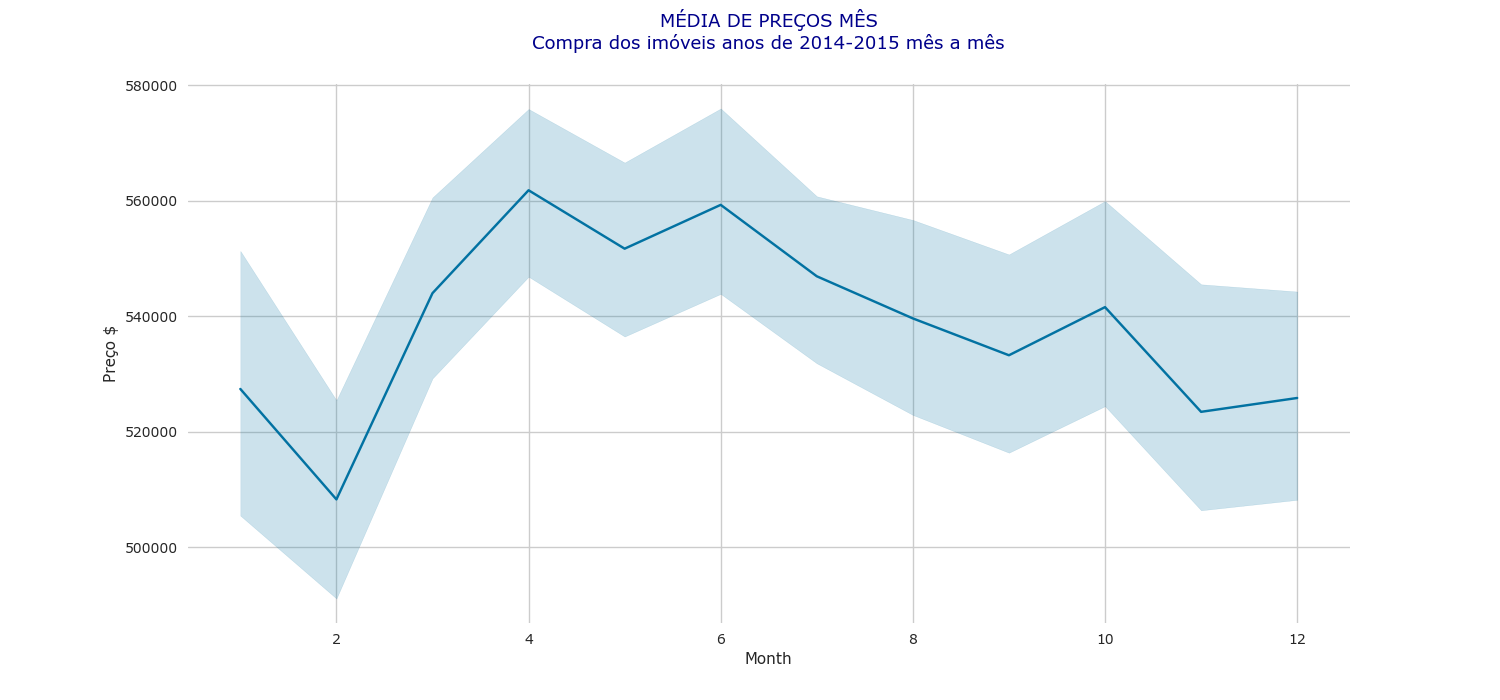 MÉDIA DE PREÇOS MÊS
Compra dos imóveis anos de 2014-2015 mês a mês
580000
560000
540000
520000
500000
Preço $
2 4 6 8 10 12
Month